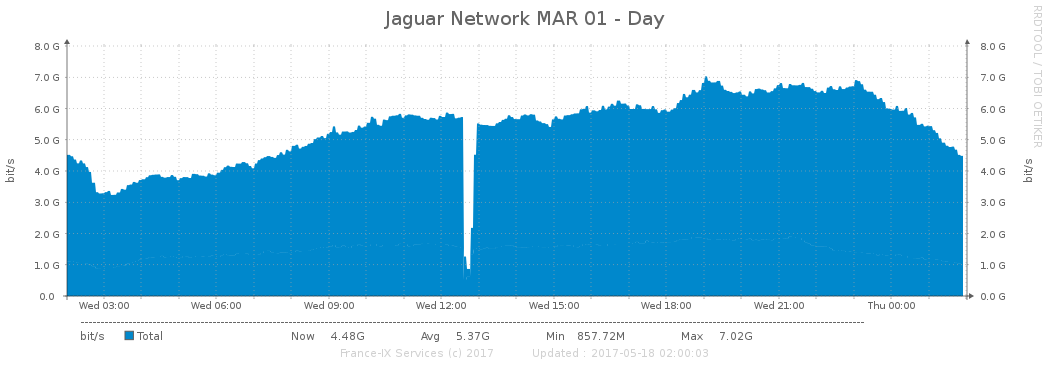 Jaguar Network MAR 01 - Day
RRDTOOL / TOBI OETIKER
8.0 G 8.0 G
7.0 G 7.0 G
6.0 G 6.0 G
5.0 G 5.0 G
4.0 G 4.0 G
3.0 G 3.0 G
2.0 G 2.0 G
1.0 G 1.0 G
0.0 0.0 G
bit/s bit/s
Wed 03:00 Wed 06:00 Wed 09:00 Wed 12:00 Wed 15:00 Wed 18:00 Wed 21:00 Thu 00:00
bit/s Total Now 4.48G Avg 5.37G Min 857.72M Max 7.02G
France-IX Services (c) 2017 Updated : 2017-05-18 02:00:03